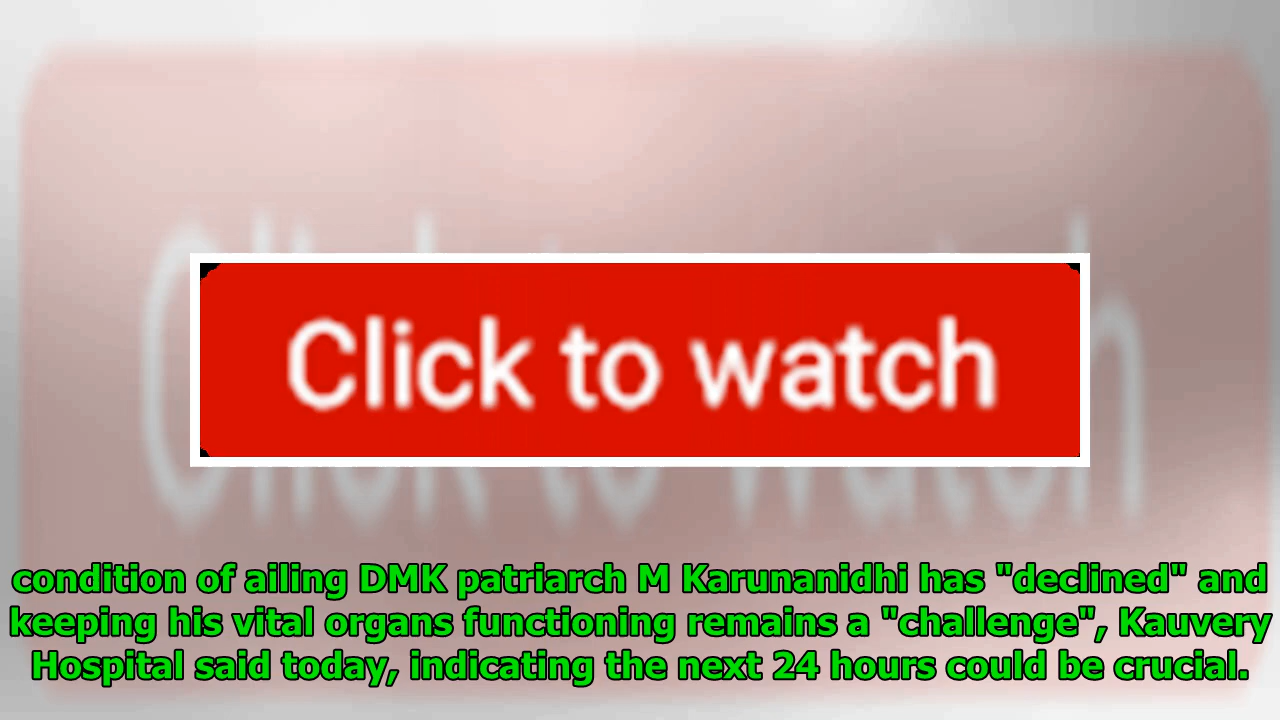 Click to watch
condition of ailing DMK patriarch M Karunanidhi has "declined" and
keeping his vital organs functioning remains a "challenge", Kauvery
Hospital said today, indicating the next 24 hours could be crucial.